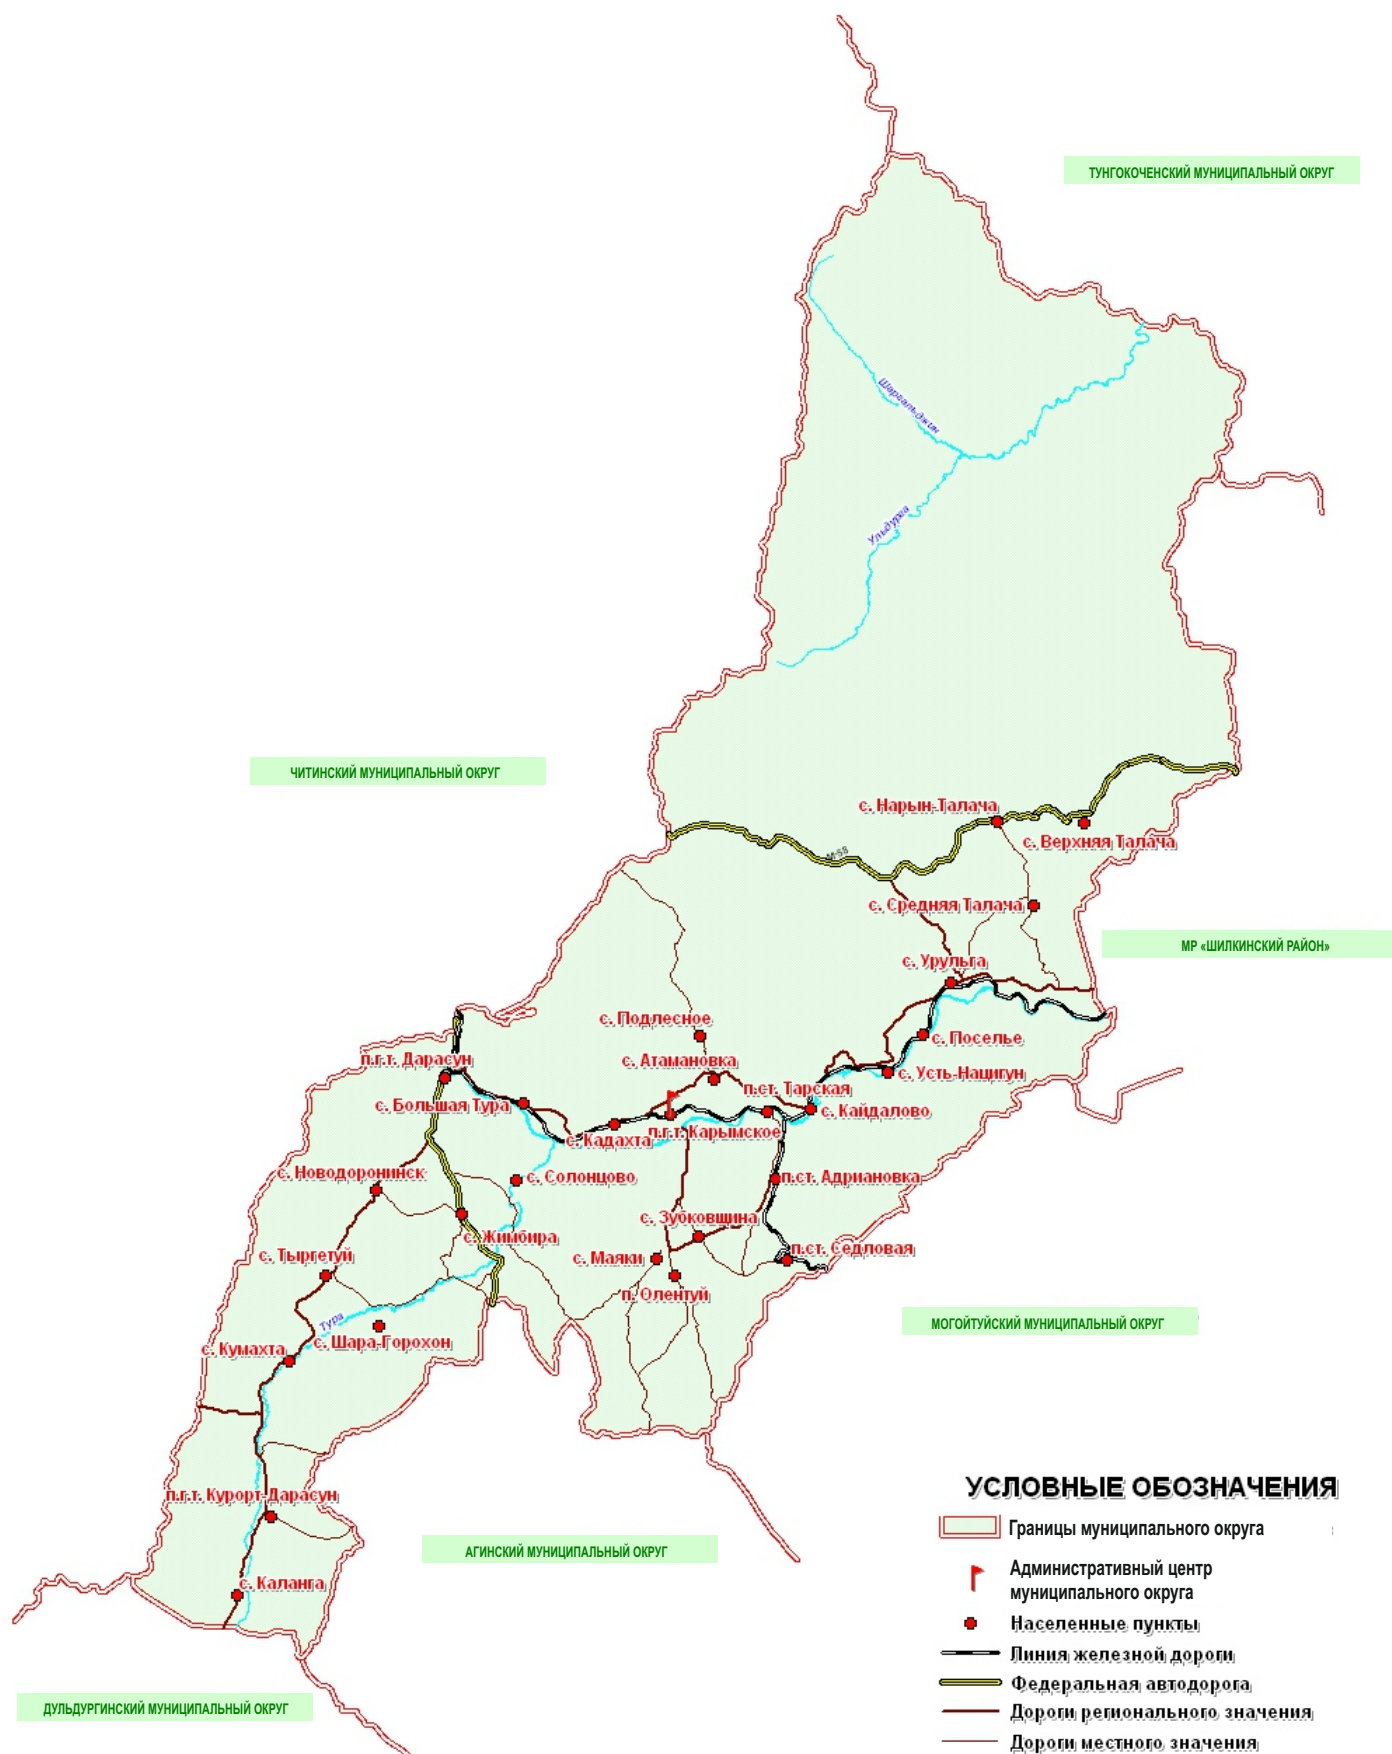 ТУНГОКОЧЕНСКИЙ МУНИЦИПАЛЬНЫЙ ОКРУГ
Шаргальджин
Ульдурга
ЧИТИНСКИЙ МУНИЦИПАЛЬНЫЙ ОКРУГ
с. Нарын-Талача
с. Верхняя Талача
М-58
с. Средняя Талача
МР «ШИЛКИНСКИЙ РАЙОН»
с. Урульга
с. Подлесное
с. Поселье
п.г.т. Дарасун
с. Атамановка
с. Усть-Нацигун
п.ст. Тарская
с. Большая Тура
с. Кайдалово
с. Кадахта
п.г.т. Карымское
с. Новодоронинск
с. Солонцово
п.ст. Адриановка
с. Зубковщина
с. Жимбира
с. Тыргетуй
с. Маяки
п.ст. Седловая
п. Олентуй
Тура
с. Шара-Горохон
МОГОЙТУЙСКИЙ МУНИЦИПАЛЬНЫЙ ОКРУГ
с. Кумахта
п.г.т. Курорт-Дарасун
АГИНСКИЙ МУНИЦИПАЛЬНЫЙ ОКРУГ
с. Каланга
ДУЛЬДУРГИНСКИЙ МУНИЦИПАЛЬНЫЙ ОКРУГ
УСЛОВНЫЕ ОБОЗНАЧЕНИЯ
Границы муниципального округа
Административный центр
муниципального округа
Населенные пункты
Линия железной дороги
Федеральная автодорога
Дороги регионального значения
Дороги местного значения